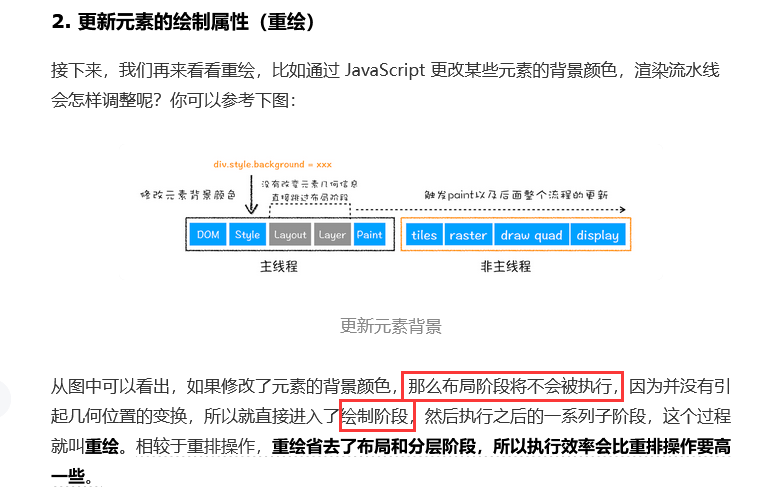 2. 更新元素的绘制属性（重绘）
接下来，我们再来看看重绘，比如通过 JavaScript 更改某些元素的背景颜色，渲染流水线
会怎样调整呢？你可以参考下图：
div.style.background = xxx
修改元素背景颜色
没有改变元素几何信息
直接跳过布局阶段
触发paint以及后面整个流程的更新
DOM Style Layout Layer Paint tiles raster draw quad display
主线程 非主线程
更新元素背景
从图中可以看出，如果修改了元素的背景颜色，那么布局阶段将不会被执行，因为并没有引
起几何位置的变换，所以就直接进入了绘制阶段，然后执行之后的一系列子阶段，这个过程
就叫重绘。相较于重排操作，重绘省去了布局和分层阶段，所以执行效率会比重排操作要高
一些。